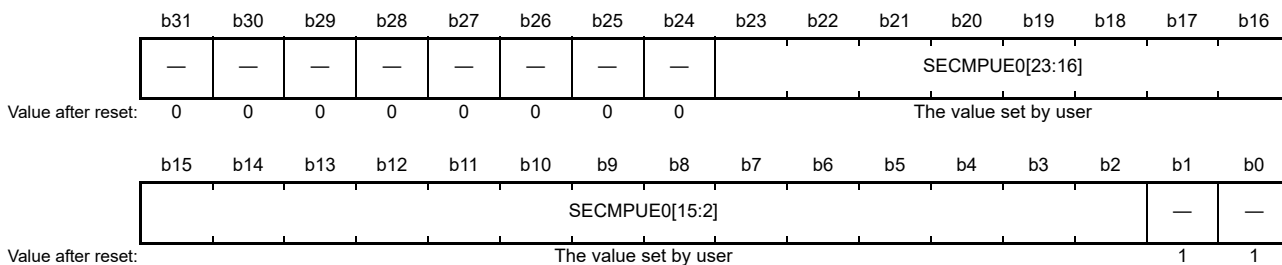 b31 b30 b29 b28 b27 b26 b25 b24 b23 b22 b21 b20 b19 b18 b17 b16
— — — — — — — — SECMPUE0[23:16]
Value after reset: 0 0 0 0 0 0 0 0 The value set by user
b15 b14 b13 b12 b11 b10 b9 b8 b7 b6 b5 b4 b3 b2 b1 b0
SECMPUE0[15:2] — —
Value after reset: The value set by user 1 1